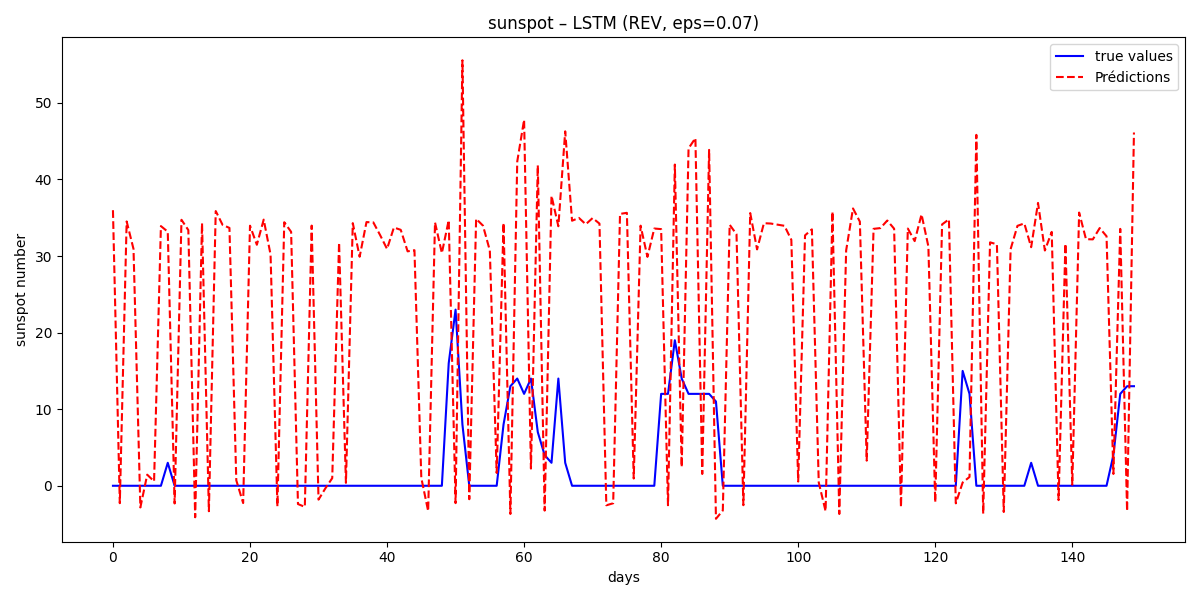 sunspot – LSTM (REV, eps=0.07)
true values
Prédictions
sunspot number
50
40
30
20
10
0
0 20 40 60 80 100 120 140
days